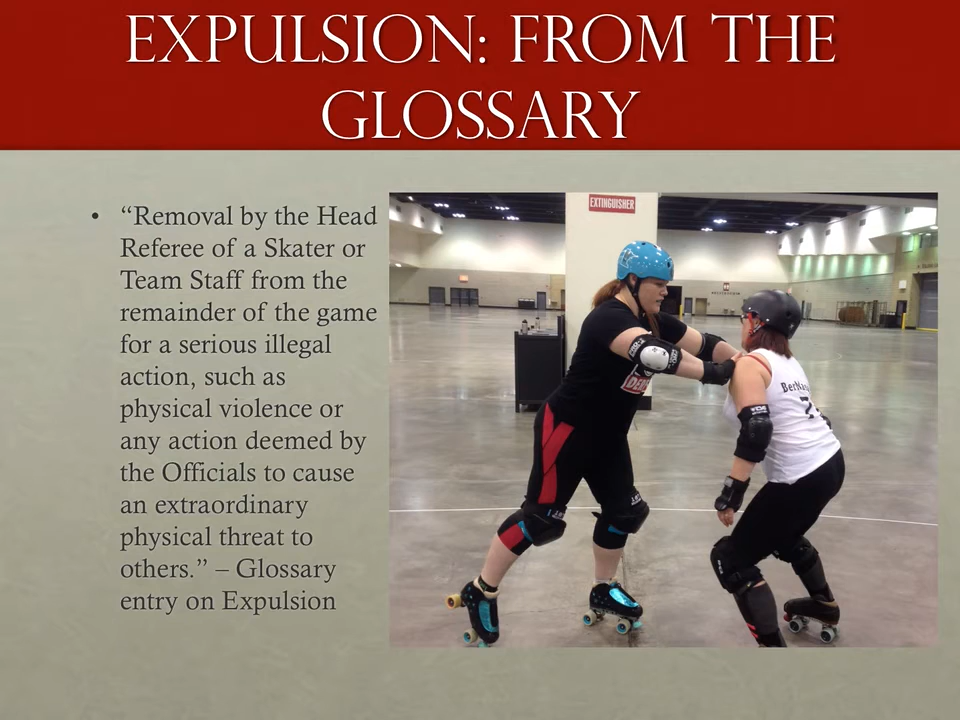 EXPULSION: FROM THE
GLOSSARY
• “Removal by the Head
Referee of a Skater or
Team Staff from the
remainder of the game
for a serious illegal
action, such as
physical violence or
any action deemed by
the Officials to cause
an extraordinary
physical threat to
others.” – Glossary
entry on Expulsion
EXTINGUISHER